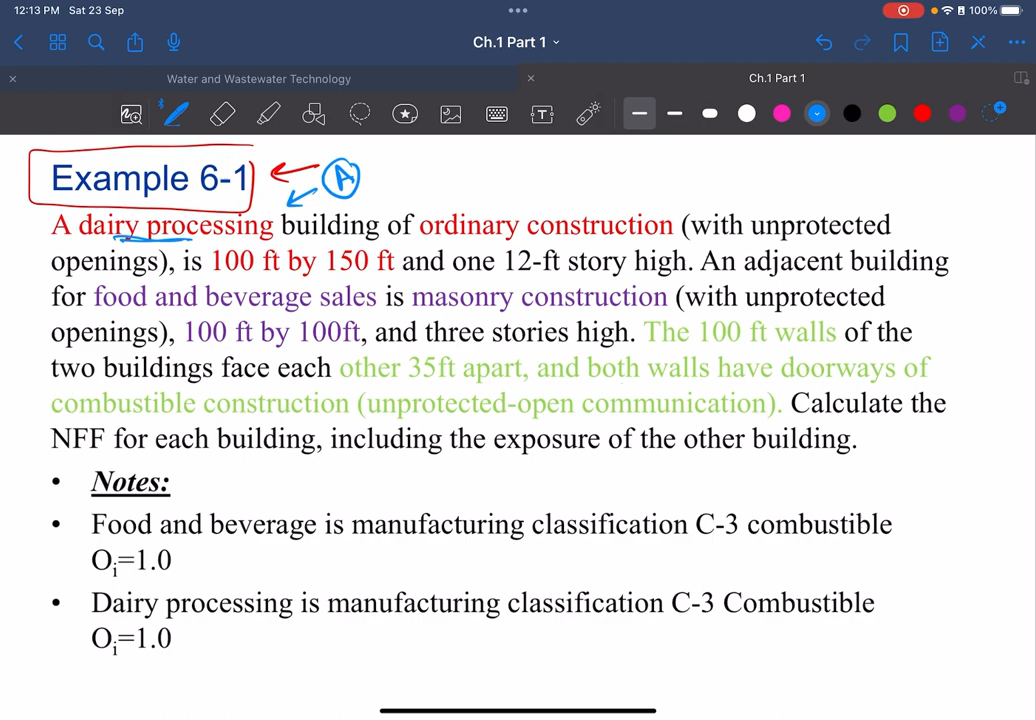 12:13 PM Sat 23 Sep
100%
Ch.1 Part 1
Water and Wastewater Technology
Ch.1 Part 1
Example 6-1
A
A dairy processing building of ordinary construction (with unprotected
openings), is 100 ft by 150 ft and one 12-ft story high. An adjacent building
for food and beverage sales is masonry construction (with unprotected
openings), 100 ft by 100ft, and three stories high. The 100 ft walls of the
two buildings face each other 35ft apart, and both walls have doorways of
combustible construction (unprotected-open communication). Calculate the
NFF for each building, including the exposure of the other building.
• Notes:
• Food and beverage is manufacturing classification C-3 combustible
Oi=1.0
• Dairy processing is manufacturing classification C-3 Combustible
Oi=1.0